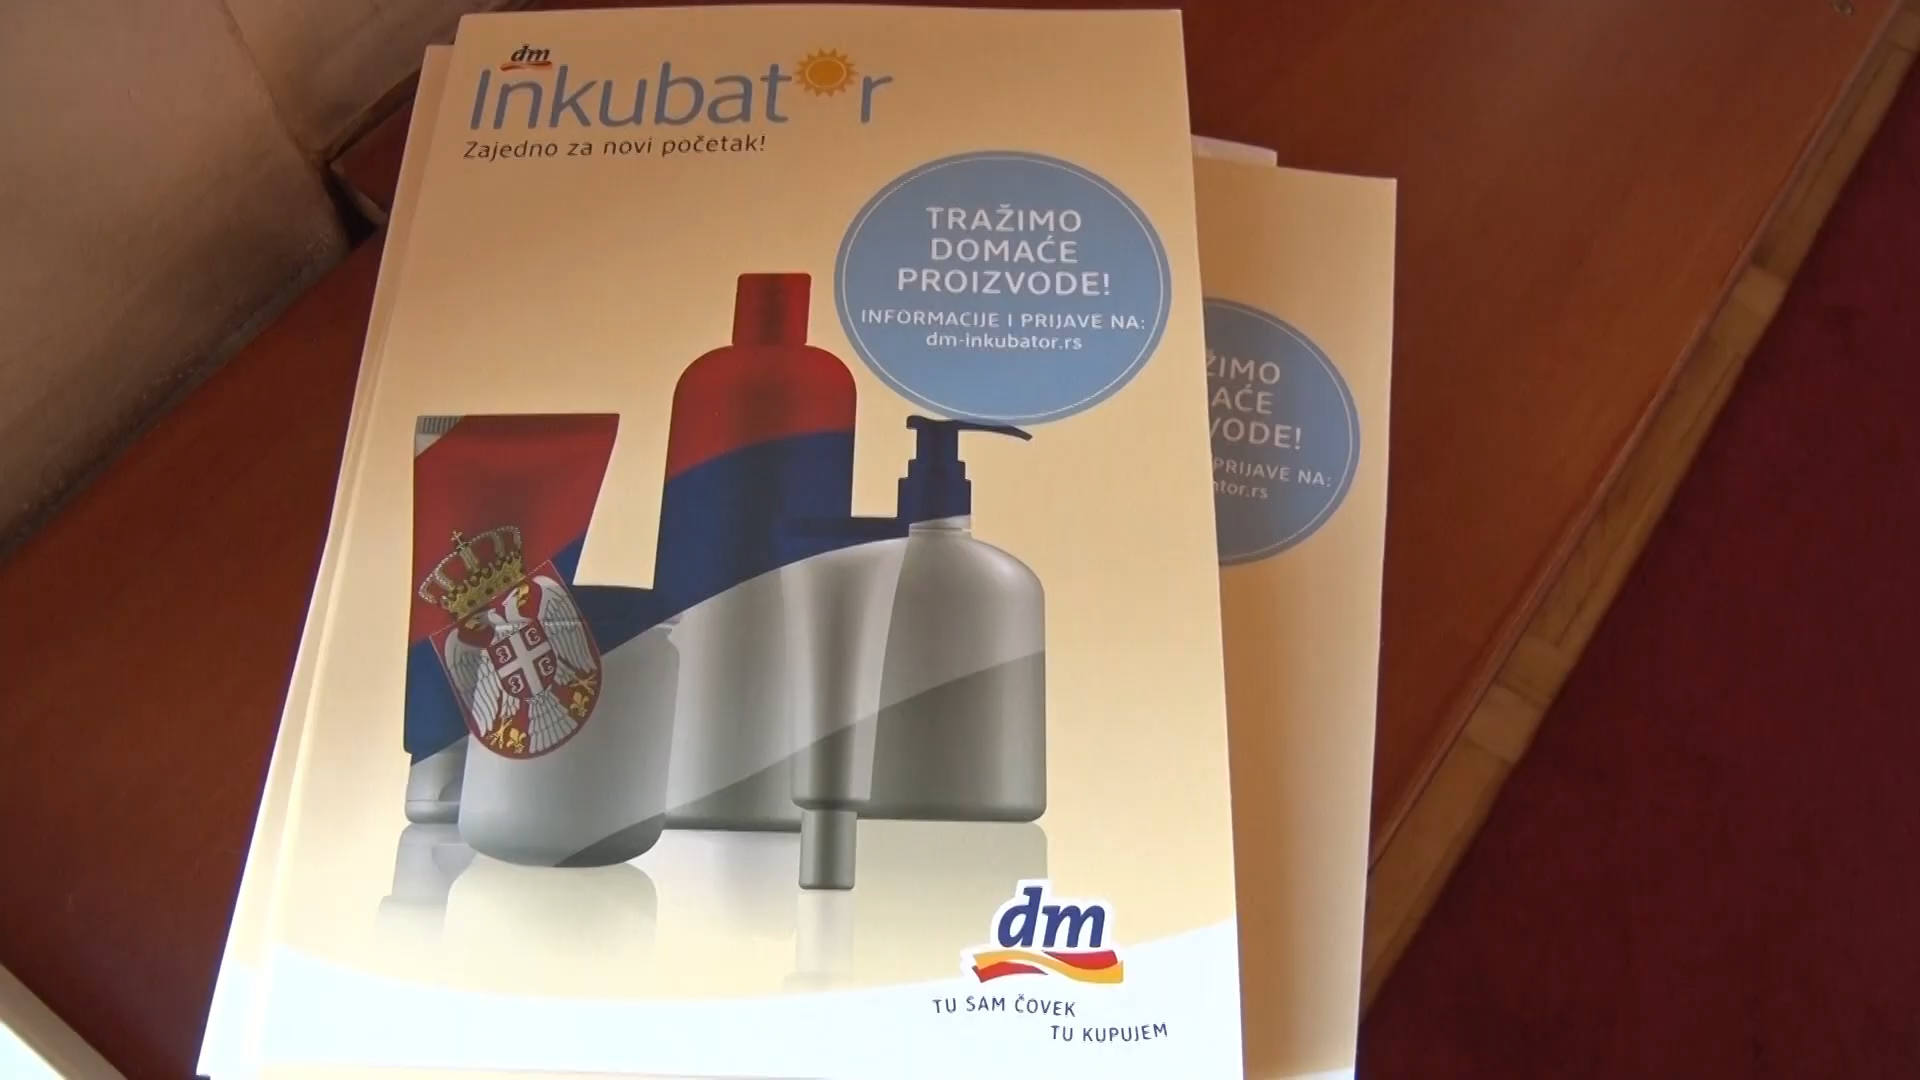 dm
Inkubator
Zajedno za novi početak!
TRAŽIMO
DOMAĆE
PROIZVODE!
INFORMACIJE I PRIJAVE NA:
dm-inkubator.rs
dm
TU SAM ČOVEK
TU KUPUJEM
ŽIMO
AĆE
VODE!
PRIJAVE NA:
ator.rs